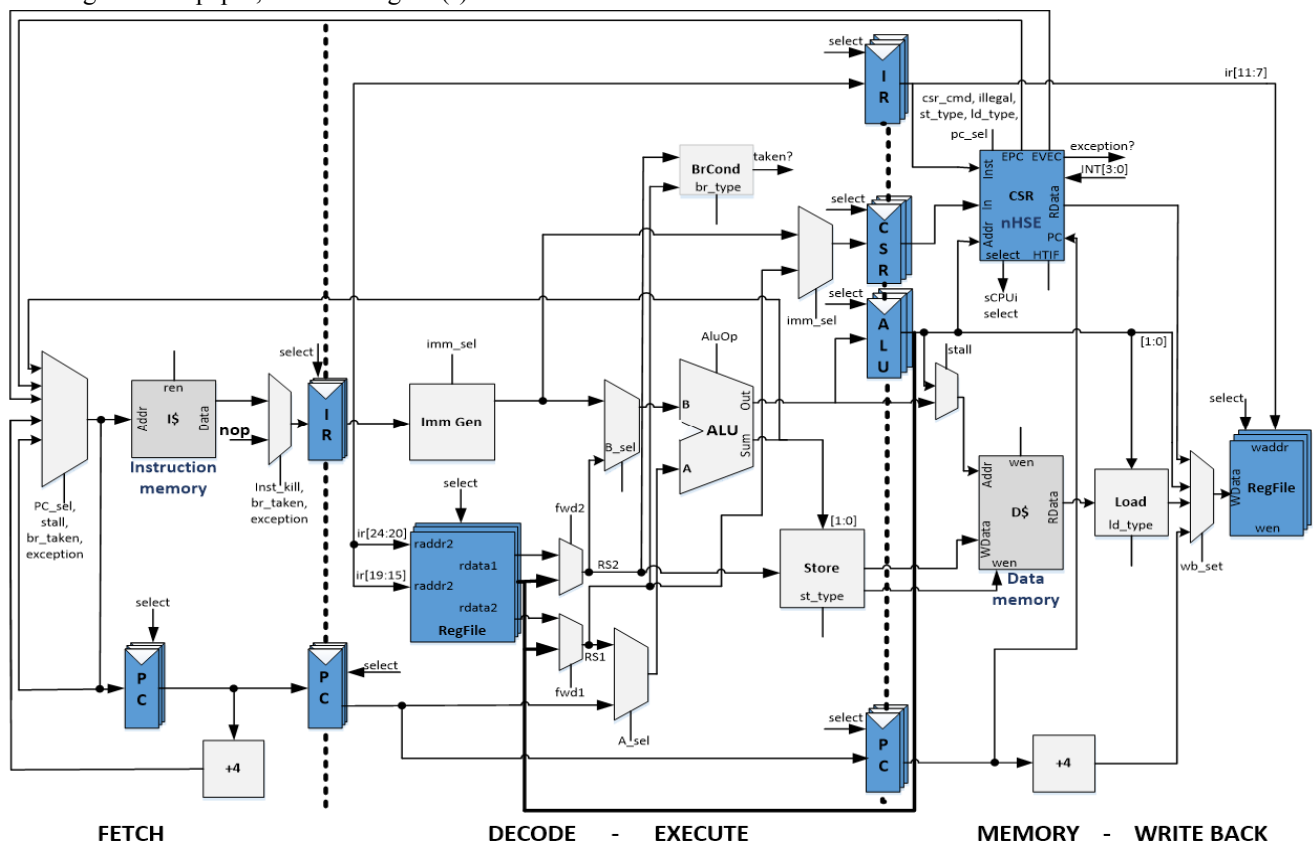 select
I
R
ir[11:7]
csr_cmd, illegal,
st_type, ld_type,
pc_sel
exception?
INT[3:0]
EPC EVEC
Inst
CSR
In
RData
nHSE
Addr
PC
select HTIF
sCPUi
select
BrCond
br_type
taken?
select
C
S
R
imm_sel
select
A
L
U
[1:0]
stall
AluOp
imm_sel
select
ren
Addr
I$
Data
Instruction
memory
nop
I
R
Imm Gen
B_sel
B
ALU
A
Out
Sum
PC_sel,
stall,
br_taken,
exception
Inst_kill,
br_taken,
exception
select
fwd2
ir[24:20]
raddr2
rdata1
ir[19:15]
raddr2
rdata2
RegFile
RS2
RS1
fwd1
A_sel
[1:0]
Store
st_type
wen
Addr
D$
RData
WData
wen
Data
memory
Load
ld_type
select
waddr
WData
RegFile
wen
wb_set
select
P
C
P
C
select
+4
select
P
C
+4
FETCH
DECODE - EXECUTE
MEMORY - WRITE BACK